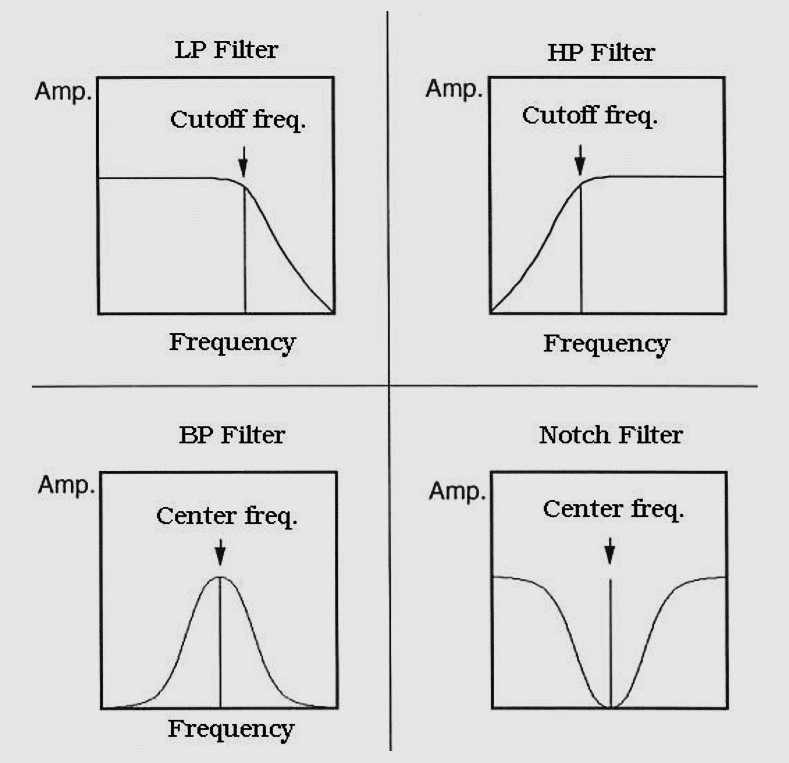 LP Filter
Amp.
Cutoff freq.
Frequency
HP Filter
Amp.
Cutoff freq.
Frequency
BP Filter
Amp.
Center freq.
Frequency
Notch Filter
Amp.
Center freq.